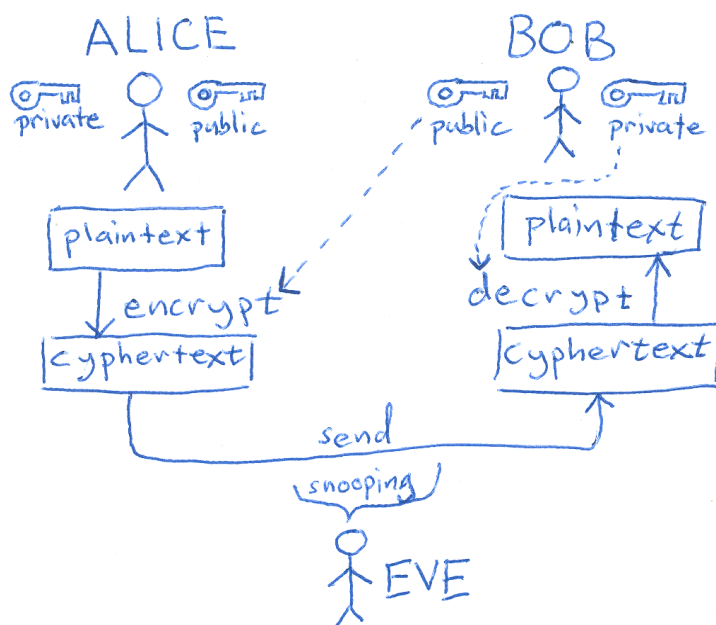 ALICE BOB
private public public private
plaintext plaintext
encrypt decrypt
cyphertext cyphertext
send
snooping
EVE